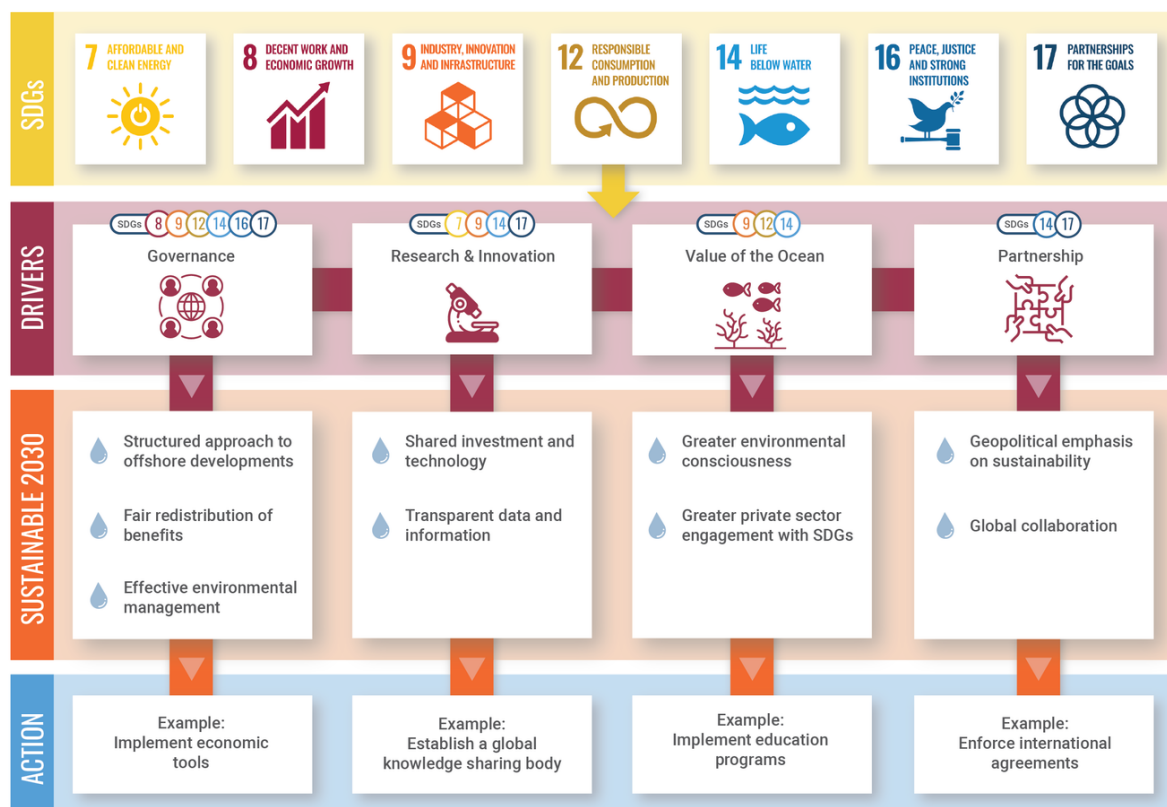 SDGs
7 AFFORDABLE AND
CLEAN ENERGY
8 DECENT WORK AND
ECONOMIC GROWTH
9 INDUSTRY, INNOVATION
AND INFRASTRUCTURE
12 RESPONSIBLE
CONSUMPTION
AND PRODUCTION
14 LIFE
BELOW WATER
16 PEACE, JUSTICE
AND STRONG
INSTITUTIONS
17 PARTNERSHIPS
FOR THE GOALS
DRIVERS
SDGs 8 9 12 14 16 17
Governance
SDGs 7 9 14 17
Research & Innovation
SDGs 9 12 14
Value of the Ocean
SDGs 14 17
Partnership
SUSTAINABLE 2030
Structured approach to
offshore developments
Fair redistribution of
benefits
Effective environmental
management
Shared investment and
technology
Transparent data and
information
Greater environmental
consciousness
Greater private sector
engagement with SDGs
Geopolitical emphasis
on sustainability
Global collaboration
ACTION
Example:
Implement economic
tools
Example:
Establish a global
knowledge sharing body
Example:
Implement education
programs
Example:
Enforce international
agreements